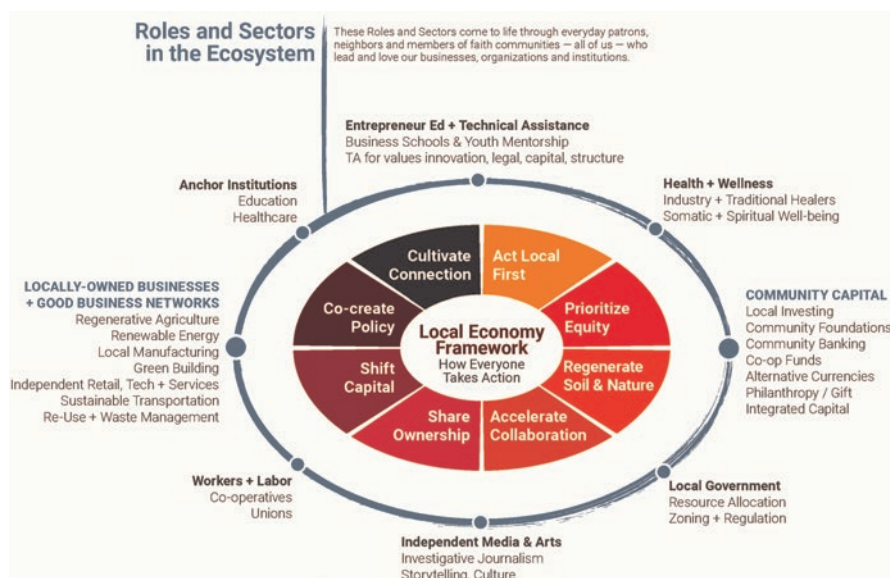 Roles and Sectors
in the Ecosystem
These Roles and Sectors come to life through everyday patrons,
neighbors and members of faith communities — all of us — who
lead and love our businesses, organizations and institutions.
Entrepreneur Ed + Technical Assistance
Business Schools & Youth Mentorship
TA for values innovation, legal, capital, structure
Anchor Institutions
Education
Healthcare
Health + Wellness
Industry + Traditional Healers
Somatic + Spiritual Well-being
LOCALLY-OWNED BUSINESSES
+ GOOD BUSINESS NETWORKS
Regenerative Agriculture
Renewable Energy
Local Manufacturing
Green Building
Independent Retail, Tech + Services
Sustainable Transportation
Re-Use + Waste Management
Cultivate
Connection
Act Local
First
Co-create
Policy
Prioritize
Equity
Local Economy
Framework
How Everyone
Takes Action
Shift
Capital
Regenerate
Soil & Nature
Share
Ownership
Accelerate
Collaboration
COMMUNITY CAPITAL
Local Investing
Community Foundations
Community Banking
Co-op Funds
Alternative Currencies
Philanthropy / Gift
Integrated Capital
Workers + Labor
Co-operatives
Unions
Local Government
Resource Allocation
Zoning + Regulation
Independent Media & Arts
Investigative Journalism
Storytelling, Culture